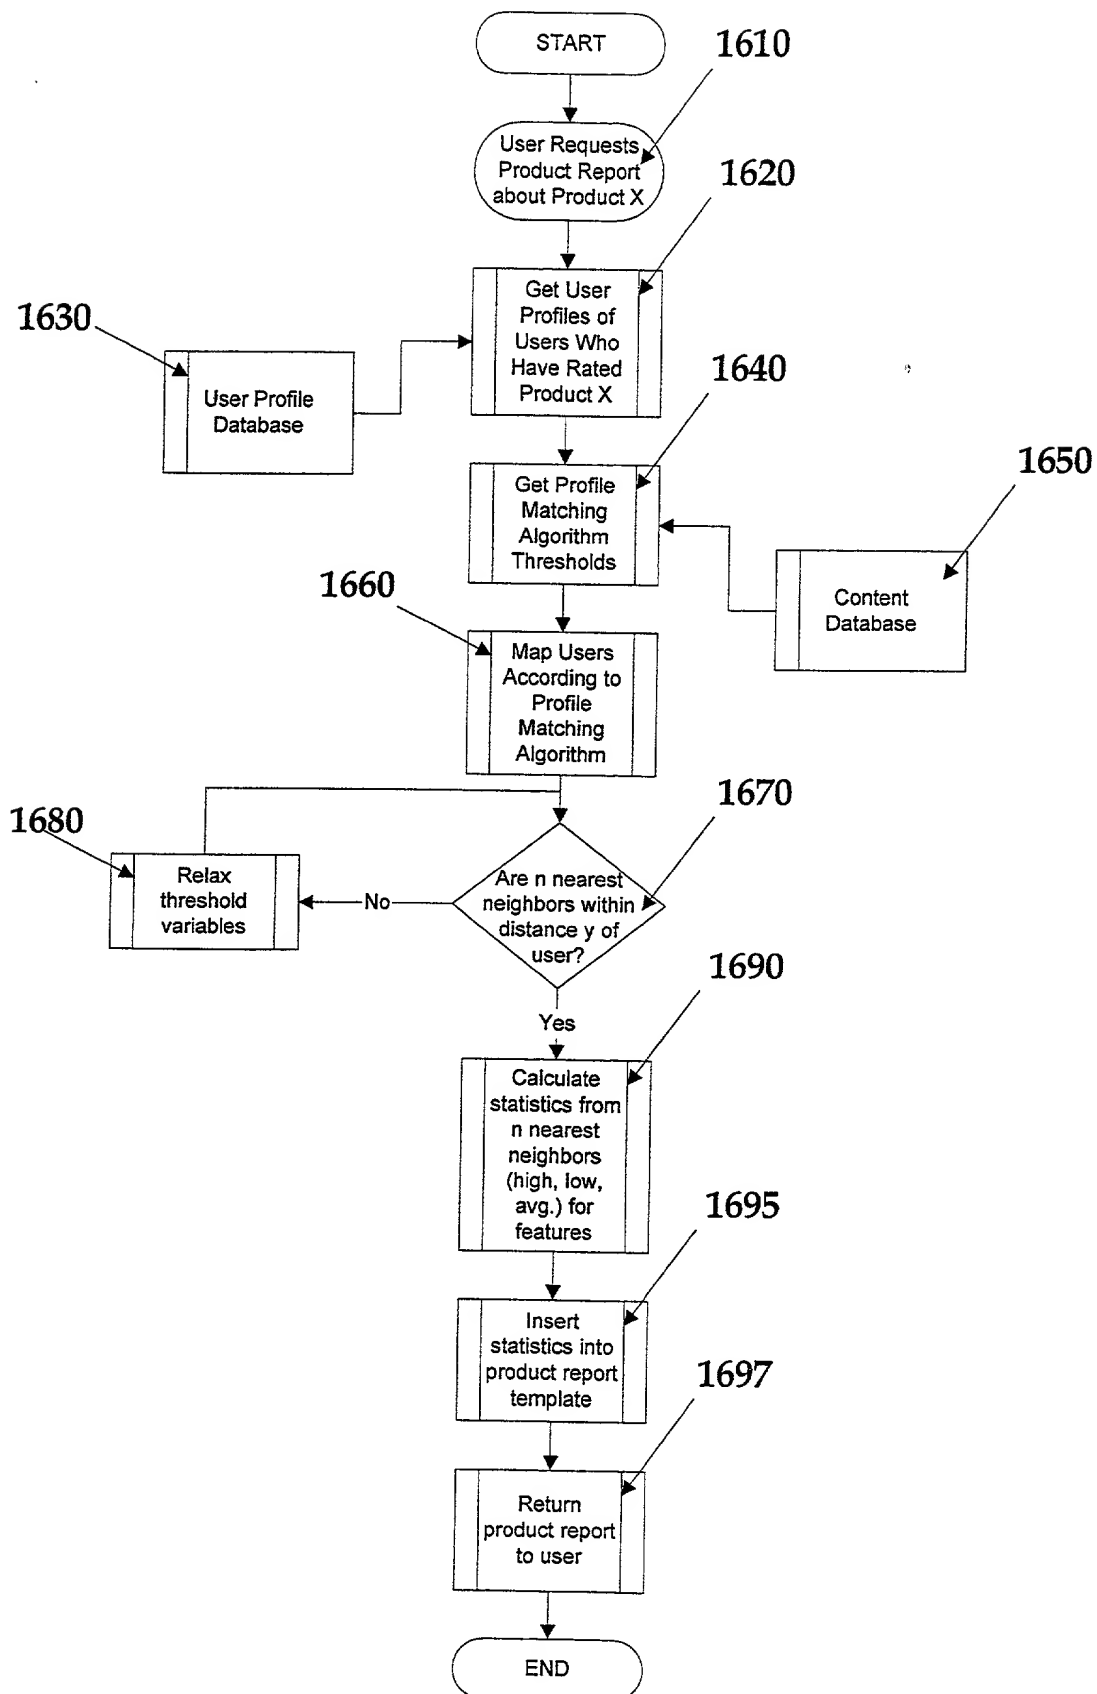 START
1610
User Requests
Product Report
about Product X
1620
Get User
Profiles of
Users Who
Have Rated
Product X
1630
User Profile
Database
1640
Get Profile
Matching
Algorithm
Thresholds
1650
Content
Database
1660
Map Users
According to
Profile
Matching
Algorithm
1670
Are n nearest
neighbors within
distance y of
user?
No
1680
Relax
threshold
variables
Yes
1690
Calculate
statistics from
n nearest
neighbors
(high, low,
avg.) for
features
1695
Insert
statistics into
product report
template
1697
Return
product report
to user
END